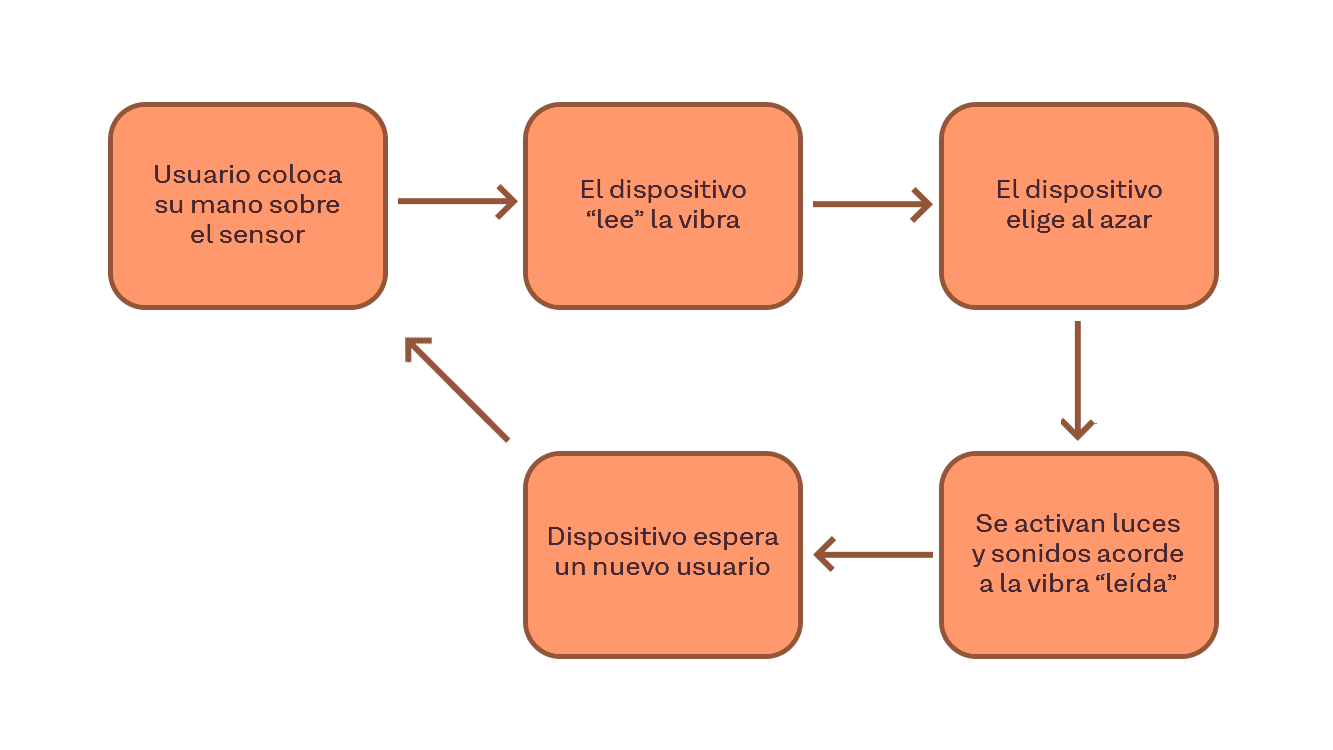 Usuario coloca
su mano sobre
el sensor
El dispositivo
“lee” la vibra
El dispositivo
elige al azar
Se activan luces
y sonidos acorde
a la vibra “leída”
Dispositivo espera
un nuevo usuario